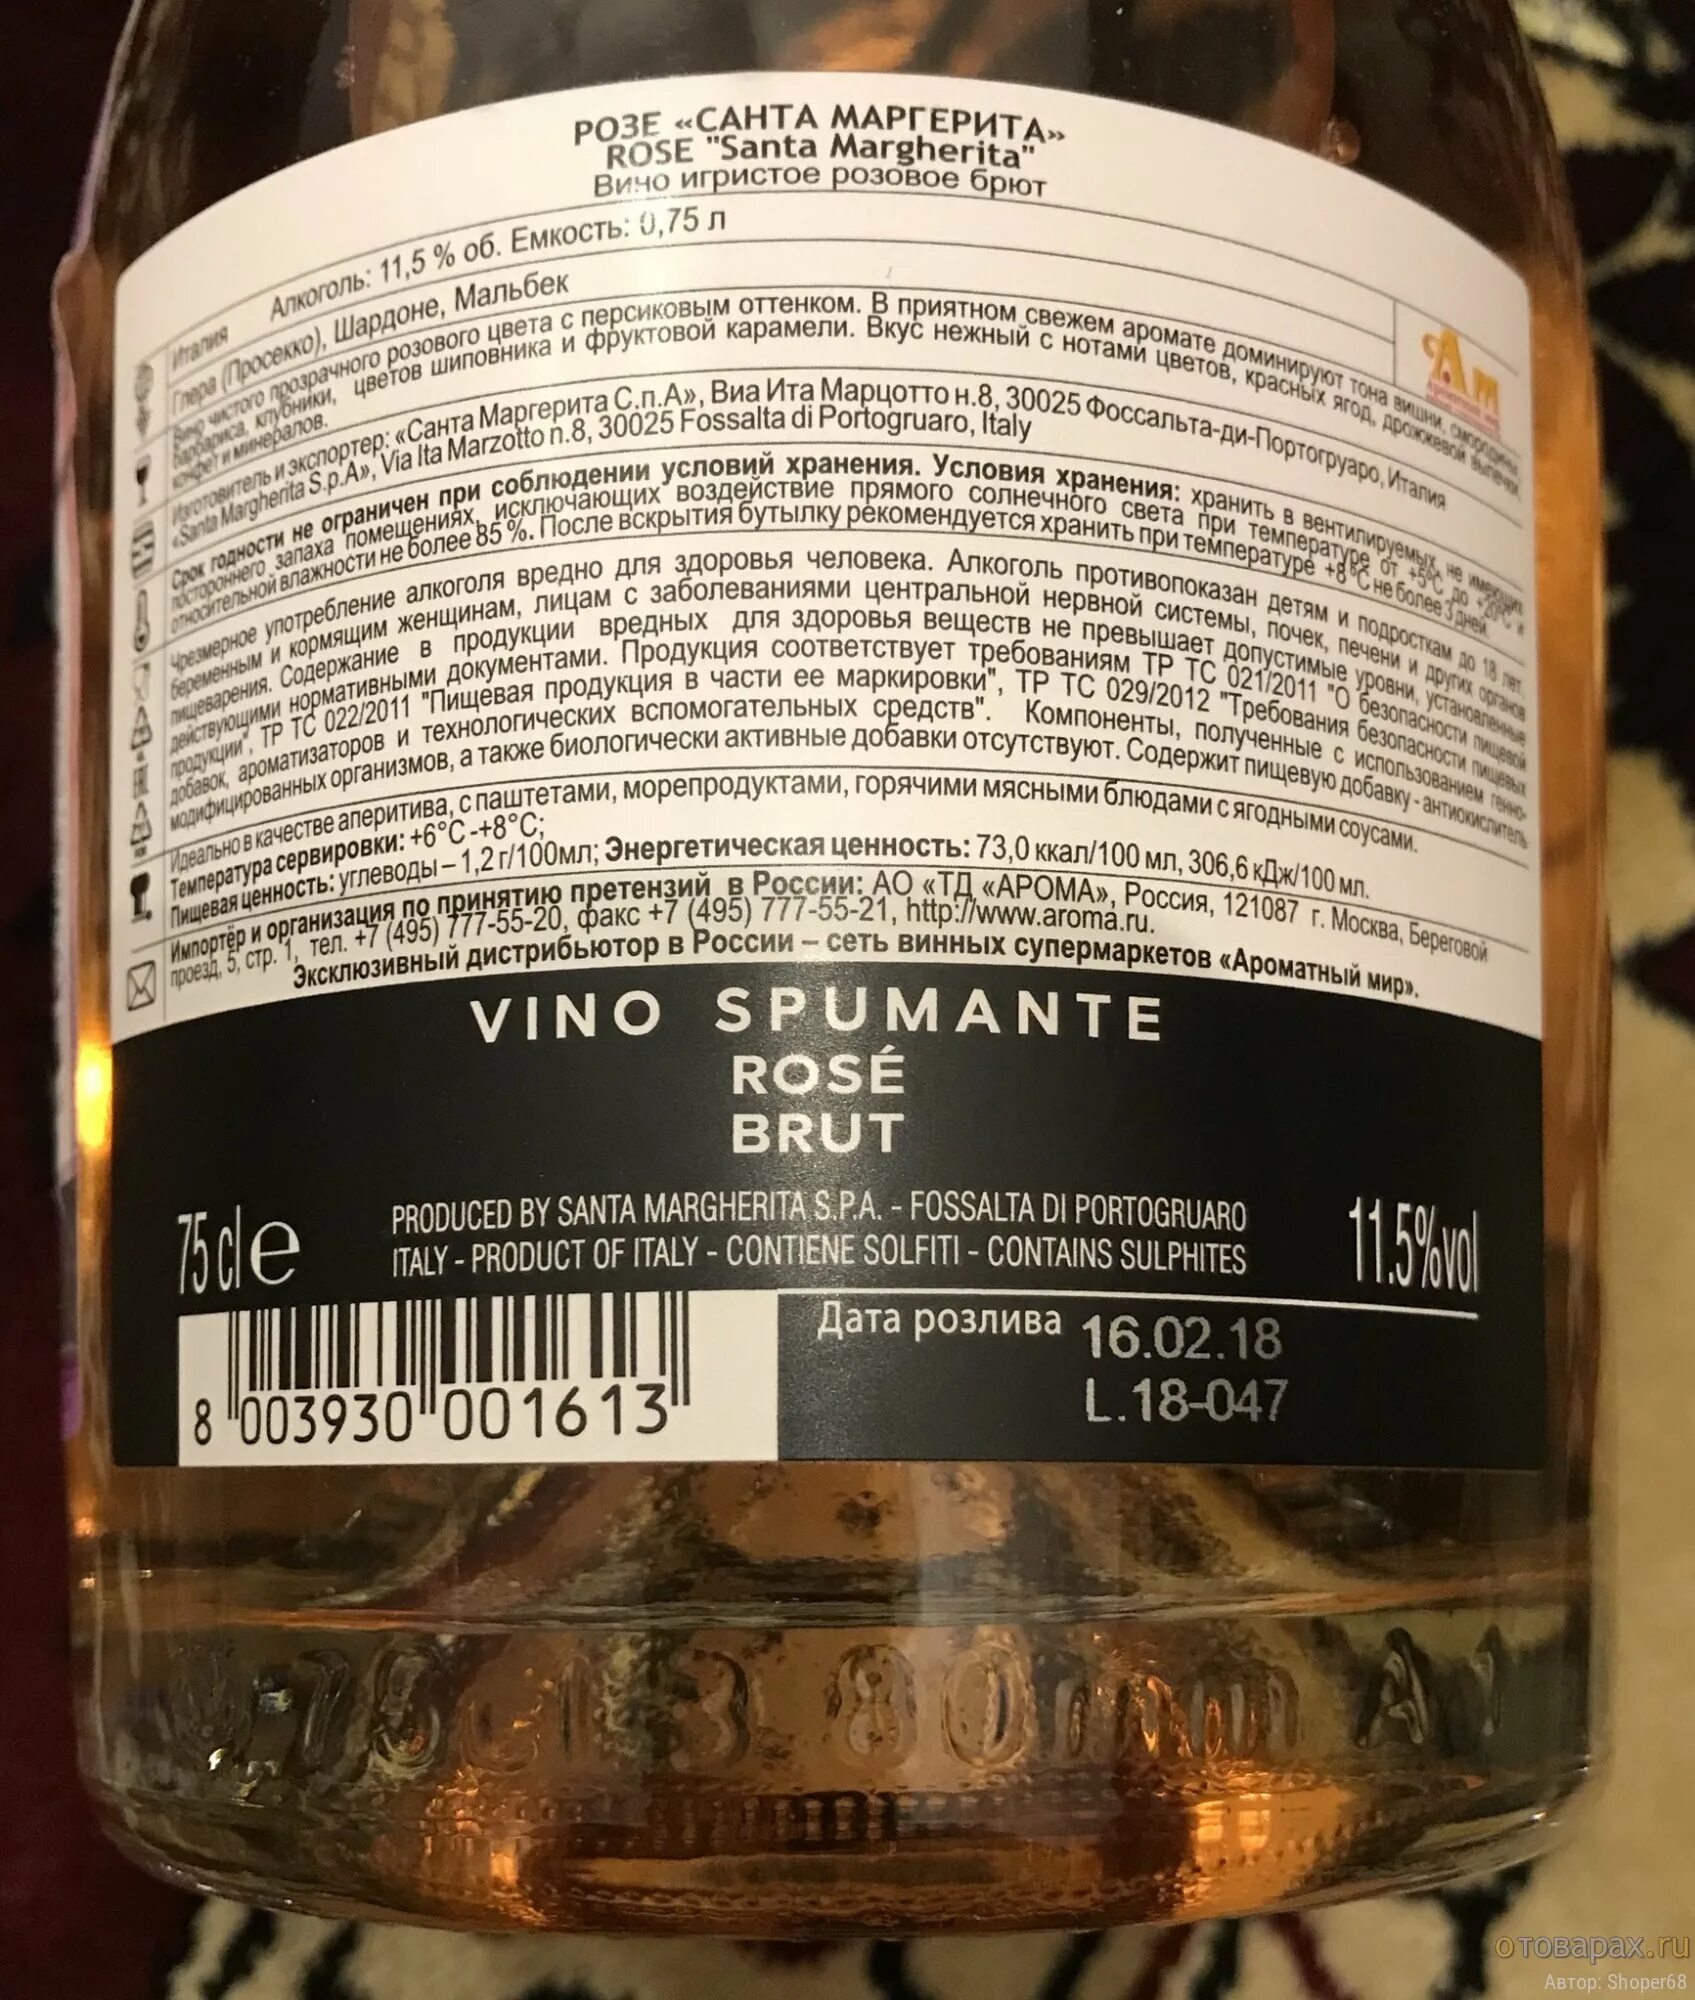 РОЗЕ «САНТА МАРГЕРИТА»
ROSE "Santa Margherita"
Вино игристое розовое брют
Италия Алкоголь: 11,5 % об. Емкость: 0,75 л
Глера (Просекко), Шардоне, Мальбек
Вино чистого прозрачного розового цвета с персиковым оттенком. В приятном свежем аромате доминируют тона вишни, смородины,
барбариса, клубники, цветов шиповника и фруктовой карамели. Вкус нежный с нотами цветов, красных ягод, дрожжевой выпечки,
конфет и минералов.
Изготовитель и экспортер: «Санта Маргерита С.п.А», Виа Ита Марцотто н.8, 30025 Фоссальта-ди-Портогруаро, Италия
«Santa Margherita S.p.A», Via Ita Marzotto n.8, 30025 Fossalta di Portogruaro, Italy
Срок годности не ограничен при соблюдении условий хранения. Условия хранения: хранить в вентилируемых, не имеющих
постороннего запаха помещениях, исключающих воздействие прямого солнечного света при температуре от +5°С до +20°С и
относительной влажности не более 85 %. После вскрытия бутылку рекомендуется хранить при температуре +8°С не более 3 дней.
Чрезмерное употребление алкоголя вредно для здоровья человека. Алкоголь противопоказан детям и подросткам до 18 лет,
беременным и кормящим женщинам, лицам с заболеваниями центральной нервной системы, почек, печени и других органов
пищеварения. Содержание в продукции вредных для здоровья веществ не превышает допустимые уровни, установленные
действующими нормативными документами. Продукция соответствует требованиям ТР ТС 021/2011 "О безопасности пищевой
продукции", ТР ТС 022/2011 "Пищевая продукция в части ее маркировки", ТР ТС 029/2012 "Требования безопасности пищевых
добавок, ароматизаторов и технологических вспомогательных средств". Компоненты, полученные с использованием генно-
модифицированных организмов, а также биологически активные добавки отсутствуют. Содержит пищевую добавку - антиокислитель
Идеально в качестве аперитива, с паштетами, морепродуктами, горячими мясными блюдами с ягодными соусами.
Температура сервировки: +6°С -+8°С;
Пищевая ценность: углеводы – 1,2 г/100мл; Энергетическая ценность: 73,0 ккал/100 мл, 306,6 кДж/100 мл.
Импортёр и организация по принятию претензий в России: АО «ТД «АРОМА», Россия, 121087 г. Москва, Береговой
проезд, 5, стр. 1, тел. +7 (495) 777-55-20, факс +7 (495) 777-55-21, http://www.aroma.ru.
Эксклюзивный дистрибьютор в России – сеть винных супермаркетов «Ароматный мир».
VINO SPUMANTE
ROSÉ
BRUT
75 cl e
PRODUCED BY SANTA MARGHERITA S.P.A. - FOSSALTA DI PORTOGRUARO
ITALY - PRODUCT OF ITALY - CONTIENE SOLFITI - CONTAINS SULPHITES
11.5%vol
8 003930 001613
Дата розлива 16.02.18
L.18-047
75cl 3 80mm
отоварах.ru
Автор: Shoper68